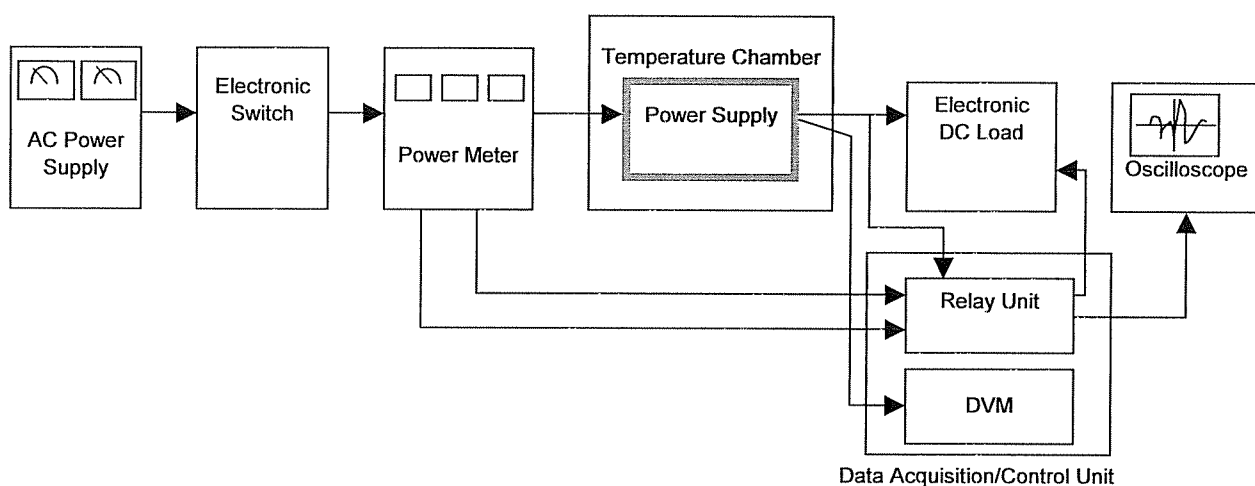 AC Power
Supply
Electronic
Switch
Power Meter
Temperature Chamber
Power Supply
Electronic
DC Load
Oscilloscope
Relay Unit
DVM
Data Acquisition/Control Unit